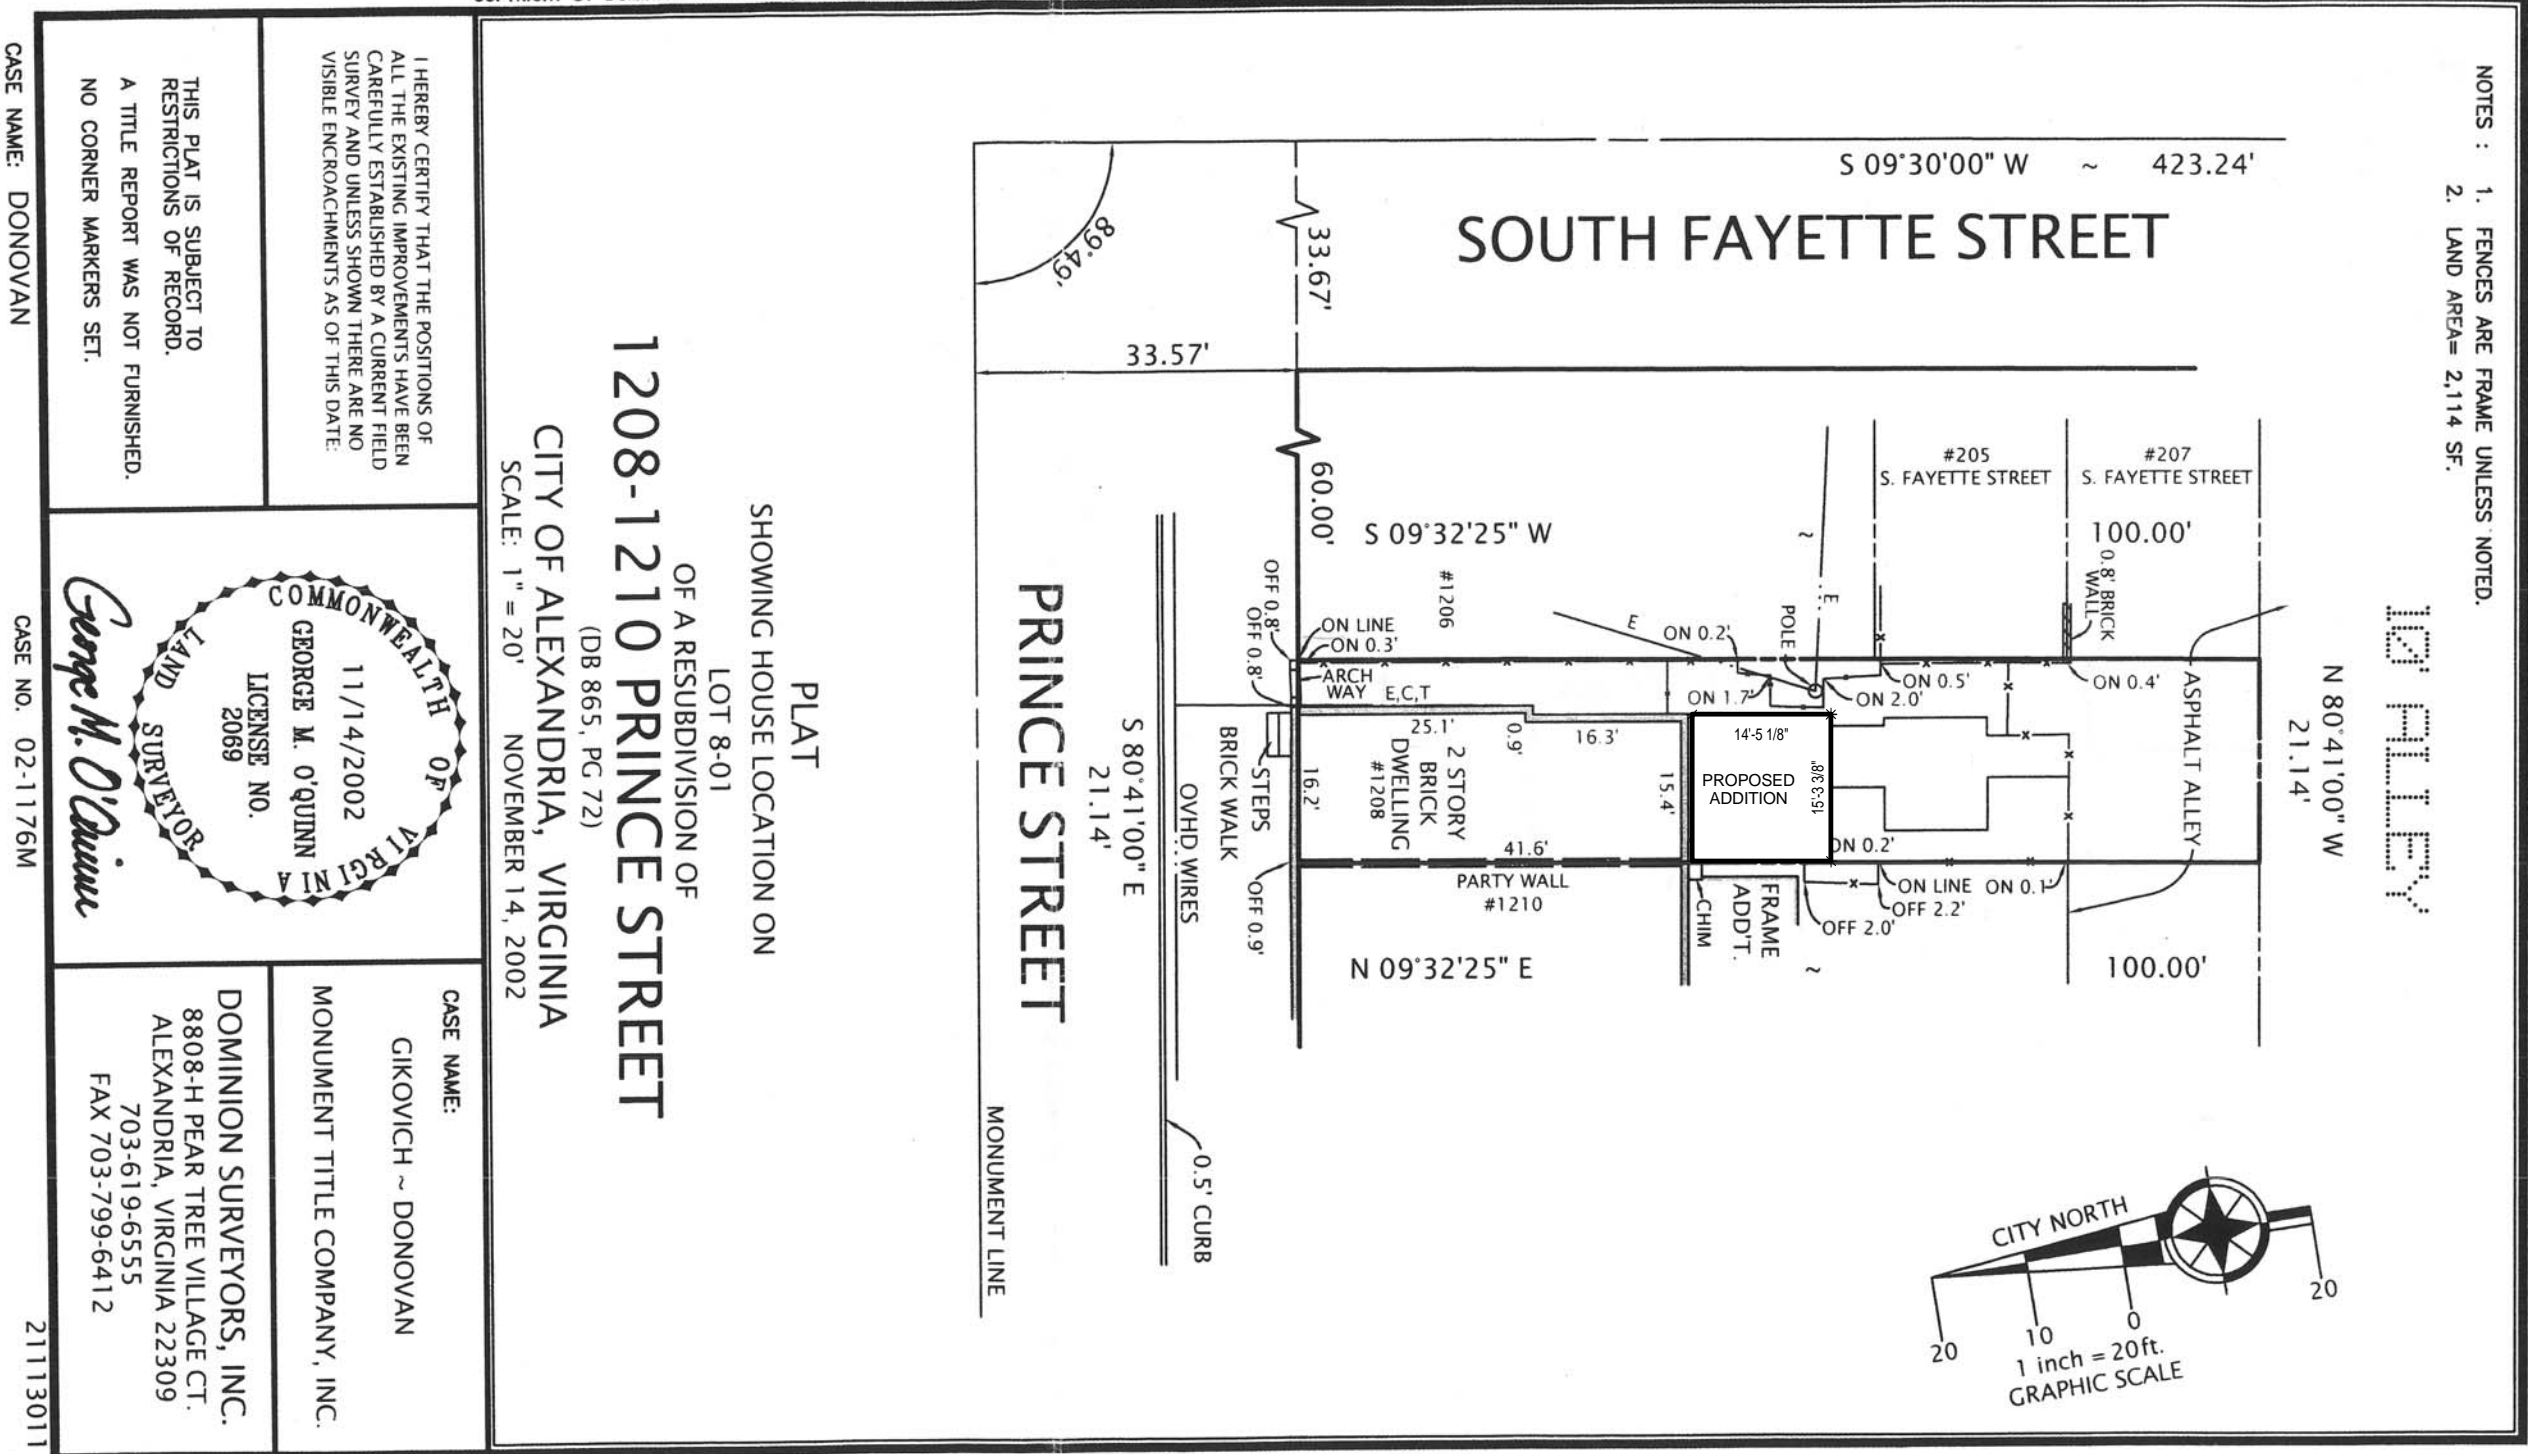 NOTES : 1. FENCES ARE FRAME UNLESS NOTED.
2. LAND AREA= 2,114 SF.
10' ALLEY
N 80°41'00" W
21.14'
S 09°30'00" W ~ 423.24'
SOUTH FAYETTE STREET
33.67'
89°49'
33.57'
60.00'
#205
S. FAYETTE STREET
#207
S. FAYETTE STREET
S 09°32'25" W
~
100.00'
0.8' BRICK
WALL
#1206
E
E
POLE
OFF 0.8'
OFF 0.8'
ON LINE
ON 0.3'
ON 0.2'
ARCH
WAY
E,C,T
ON 1.7'
ON 2.0'
ON 0.5'
ON 0.4'
ASPHALT ALLEY
25.1'
0.9'
16.3'
2 STORY
BRICK
DWELLING
#1208
16.2'
15.4'
41.6'
14'-5 1/8"
PROPOSED
ADDITION
15'-3 3/8"
ON 0.2'
PARTY WALL
#1210
CHIM
FRAME
ADD'T.
ON LINE
ON 0.1'
OFF 2.2'
OFF 2.0'
OFF 0.9'
STEPS
BRICK WALK
OVHD WIRES
N 09°32'25" E
~
100.00'
S 80°41'00" E
21.14'
PRINCE STREET
0.5' CURB
MONUMENT LINE
CITY NORTH
20
10
0
20
1 inch = 20ft.
GRAPHIC SCALE
PLAT
SHOWING HOUSE LOCATION ON
LOT 8-01
OF A RESUBDIVISION OF
(DB 865, PG 72)
1208-1210 PRINCE STREET
CITY OF ALEXANDRIA, VIRGINIA
SCALE: 1" = 20' NOVEMBER 14, 2002
I HEREBY CERTIFY THAT THE POSITIONS OF
ALL THE EXISTING IMPROVEMENTS HAVE BEEN
CAREFULLY ESTABLISHED BY A CURRENT FIELD
SURVEY AND UNLESS SHOWN THERE ARE NO
VISIBLE ENCROACHMENTS AS OF THIS DATE:
THIS PLAT IS SUBJECT TO
RESTRICTIONS OF RECORD.
A TITLE REPORT WAS NOT FURNISHED.
NO CORNER MARKERS SET.
COMMONWEALTH OF VIRGINIA
11/14/2002
GEORGE M. O'QUINN
LICENSE NO.
2069
LAND SURVEYOR
George M. O'Quinn
CASE NAME:
GIKOVICH ~ DONOVAN
MONUMENT TITLE COMPANY, INC.
DOMINION SURVEYORS, INC.
8808-H PEAR TREE VILLAGE CT.
ALEXANDRIA, VIRGINIA 22309
703-619-6555
FAX 703-799-6412
CASE NAME: DONOVAN
CASE NO. 02-1176M
21113011